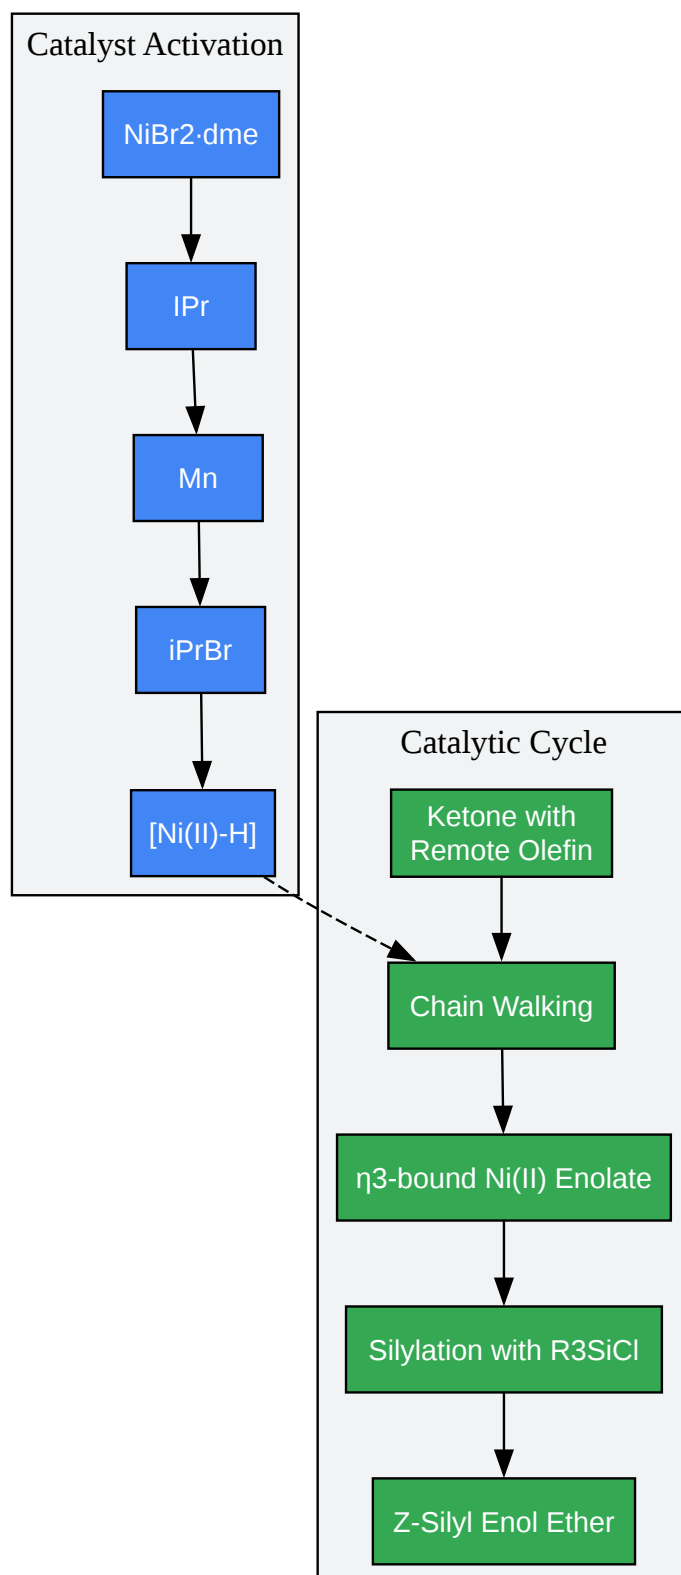 Catalyst Activation
NiBr2·dme
IPr
Mn
iPrBr
[Ni(II)-H]
Catalytic Cycle
Ketone with
Remote Olefin
Chain Walking
η3-bound Ni(II) Enolate
Silylation with R3SiCl
Z-Silyl Enol Ether